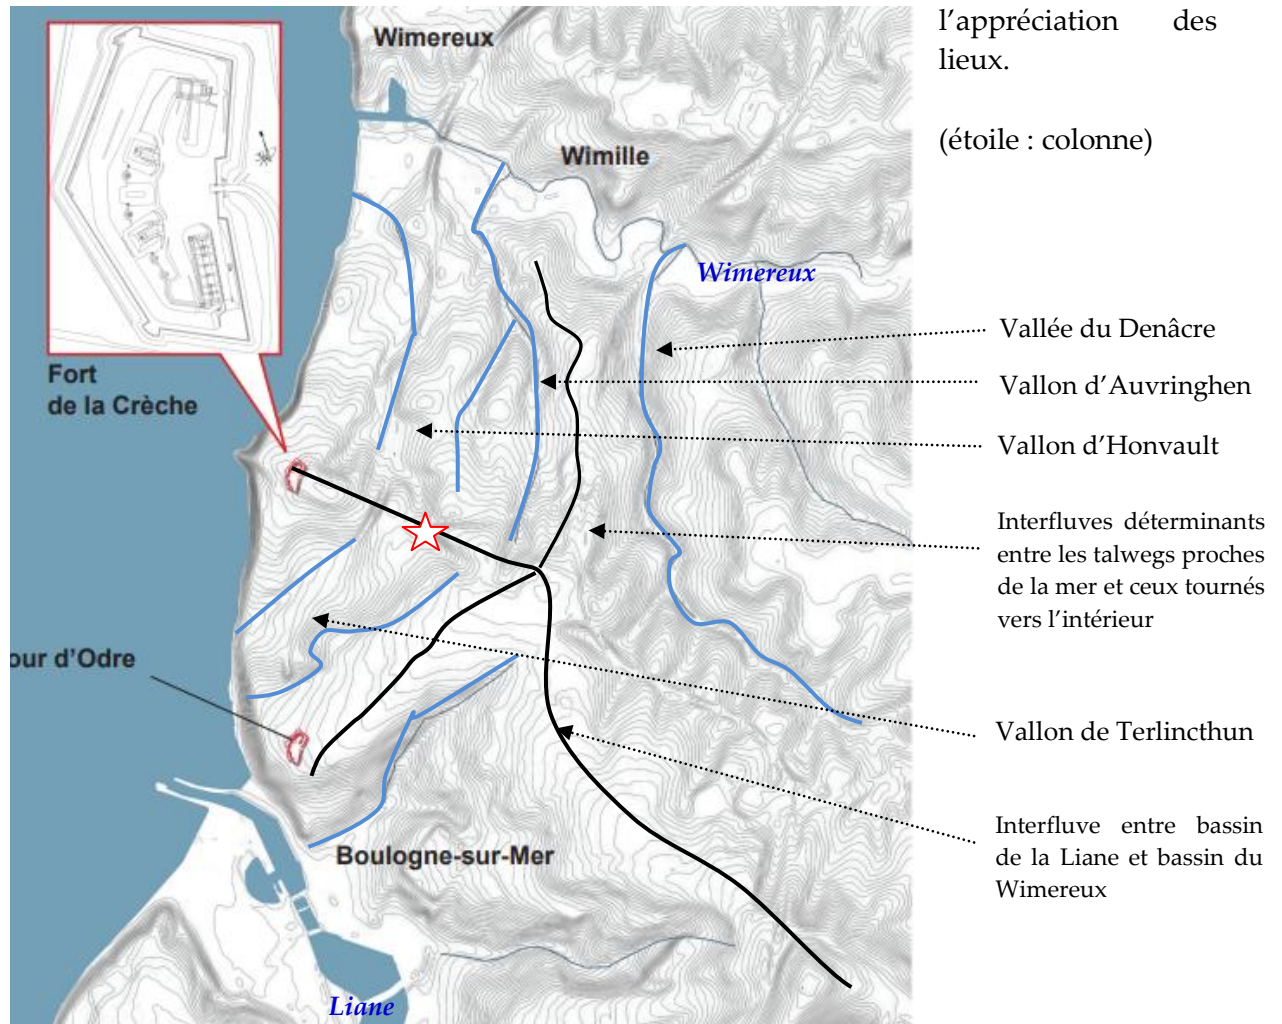 l’appréciation des
lieux.
(étoile : colonne)
Wimereux
Wimille
Wimereux
Fort
de la Crèche
our d’Odre
Boulogne-sur-Mer
Liane
Vallée du Denâcre
Vallon d’Auvringhen
Vallon d’Honvault
Interfluves déterminants
entre les talwegs proches
de la mer et ceux tournés
vers l’intérieur
Vallon de Terlincthun
Interfluve entre bassin
de la Liane et bassin du
Wimereux